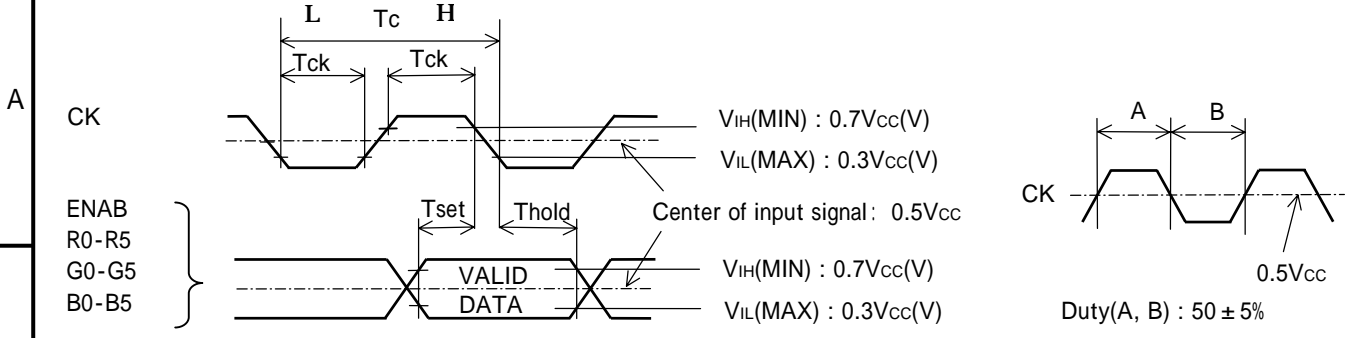 L Tc H
Tck Tck
A
CK
VIH(MIN) : 0.7Vcc(V)
VIL(MAX) : 0.3Vcc(V)
ENAB
R0-R5
G0-G5
B0-B5
Tset Thold
Center of input signal : 0.5Vcc
VALID
DATA
VIH(MIN) : 0.7Vcc(V)
VIL(MAX) : 0.3Vcc(V)
A B
CK
0.5Vcc
Duty(A, B) : 50 ± 5%